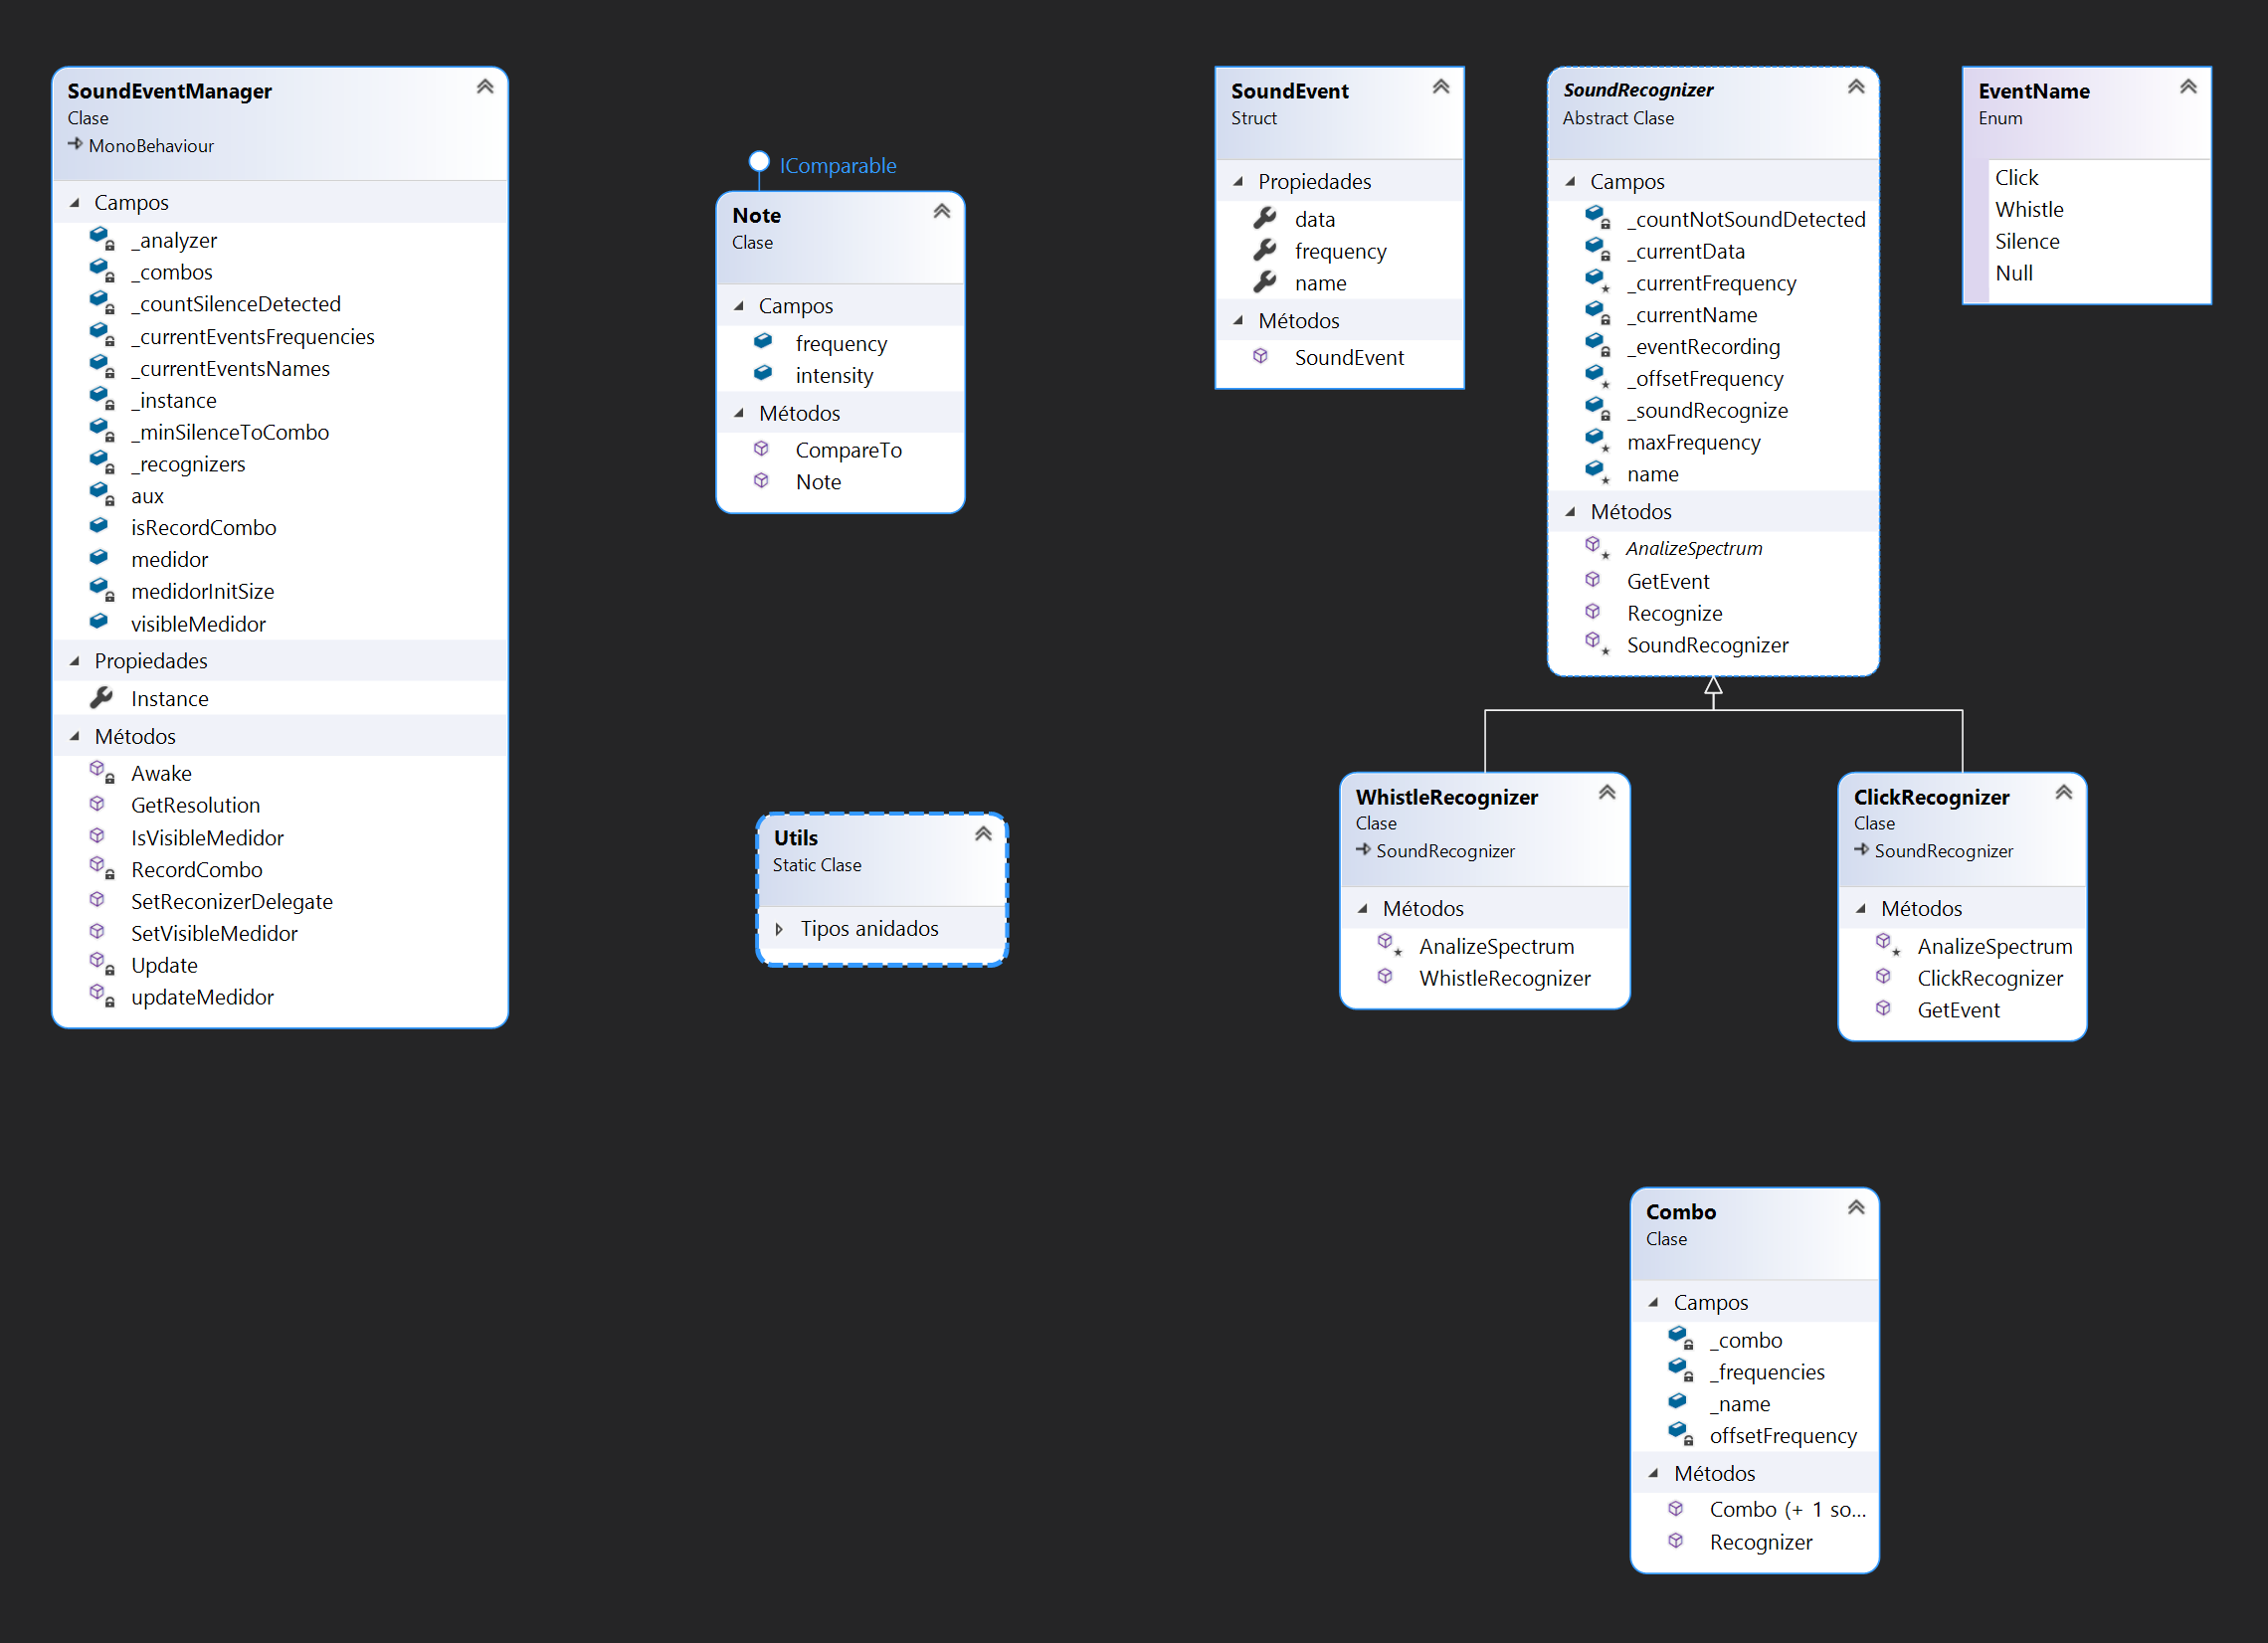 SoundEventManager
Clase
MonoBehaviour
Campos
_analyzer
_combos
_countSilenceDetected
_currentEventsFrequencies
_currentEventsNames
_instance
_minSilenceToCombo
_recognizers
aux
isRecordCombo
medidor
medidorInitSize
visibleMedidor
Propiedades
Instance
Métodos
Awake
GetResolution
IsVisibleMedidor
RecordCombo
SetReconizerDelegate
SetVisibleMedidor
Update
updateMedidor
IComparable
Note
Clase
Campos
frequency
intensity
Métodos
CompareTo
Note
Utils
Static Clase
Tipos anidados
SoundEvent
Struct
Propiedades
data
frequency
name
Métodos
SoundEvent
SoundRecognizer
Abstract Clase
Campos
_countNotSoundDetected
_currentData
_currentFrequency
_currentName
_eventRecording
_offsetFrequency
_soundRecognize
maxFrequency
name
Métodos
AnalizeSpectrum
GetEvent
Recognize
SoundRecognizer
EventName
Enum
Click
Whistle
Silence
Null
WhistleRecognizer
Clase
SoundRecognizer
Métodos
AnalizeSpectrum
WhistleRecognizer
ClickRecognizer
Clase
SoundRecognizer
Métodos
AnalizeSpectrum
ClickRecognizer
GetEvent
Combo
Clase
Campos
_combo
_frequencies
_name
offsetFrequency
Métodos
Combo (+ 1 so...
Recognizer